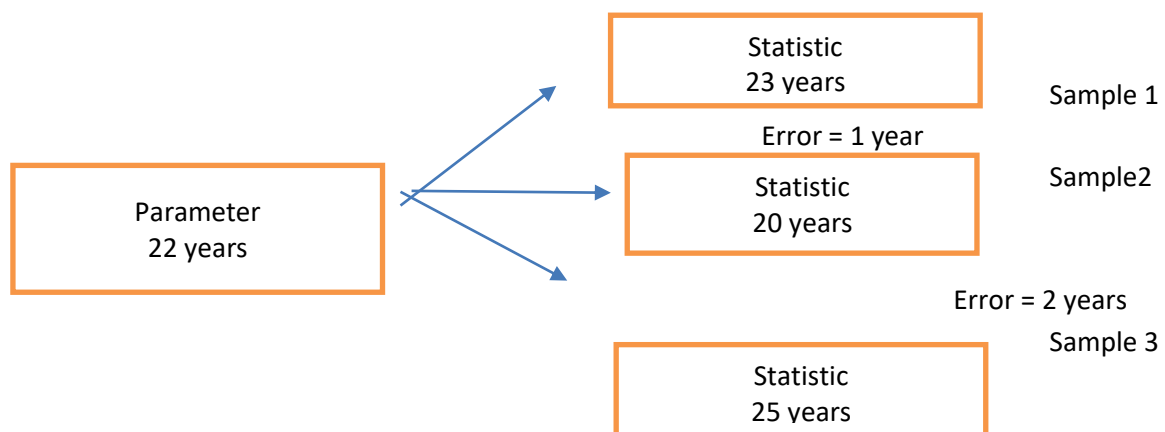 Statistic
23 years
Sample 1
Error = 1 year
Parameter
22 years
Statistic
20 years
Sample2
Error = 2 years
Sample 3
Statistic
25 years